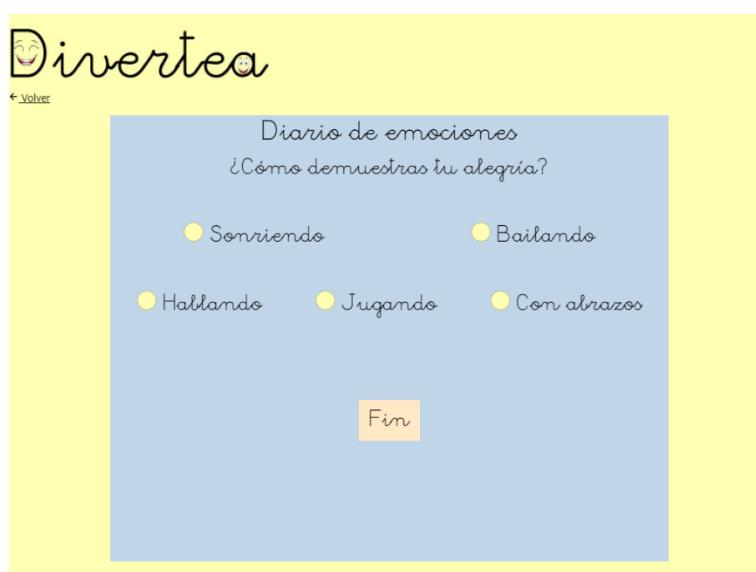 Divertea
← Volver
Diario de emociones
¿Cómo demuestras tu alegría?
Sonriendo Bailando
Hablando Jugando Con abrazos
Fin